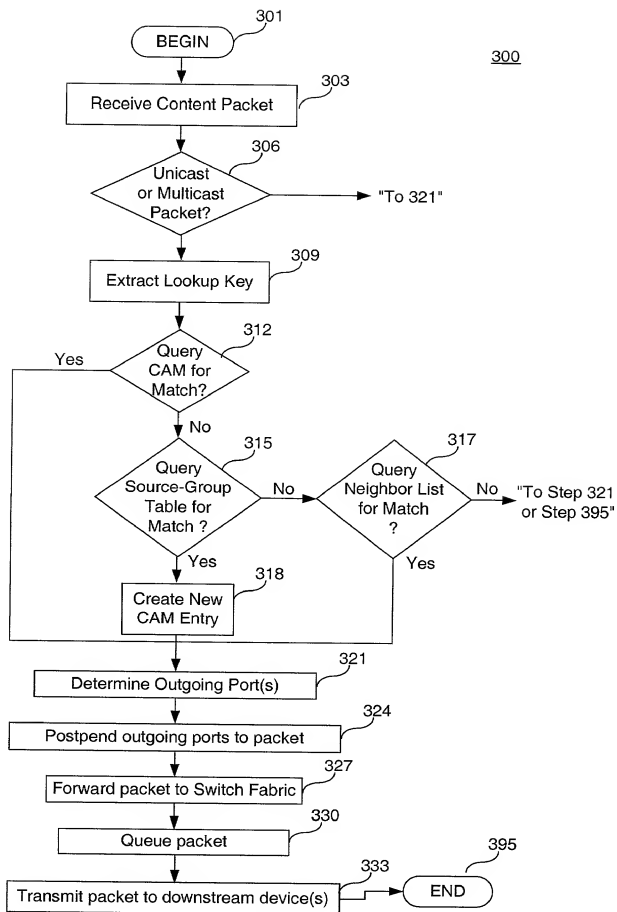 301
BEGIN
300
303
Receive Content Packet
306
Unicast
or Multicast
Packet?
"To 321"
309
Extract Lookup Key
312
Yes
Query
CAM for
Match?
No
315
317
Query
Source-Group
Table for
Match ?
No
Query
Neighbor List
for Match
?
No
"To Step 321
or Step 395"
Yes
Yes
318
Create New
CAM Entry
321
Determine Outgoing Port(s)
324
Postpend outgoing ports to packet
327
Forward packet to Switch Fabric
330
Queue packet
333
395
Transmit packet to downstream device(s)
END